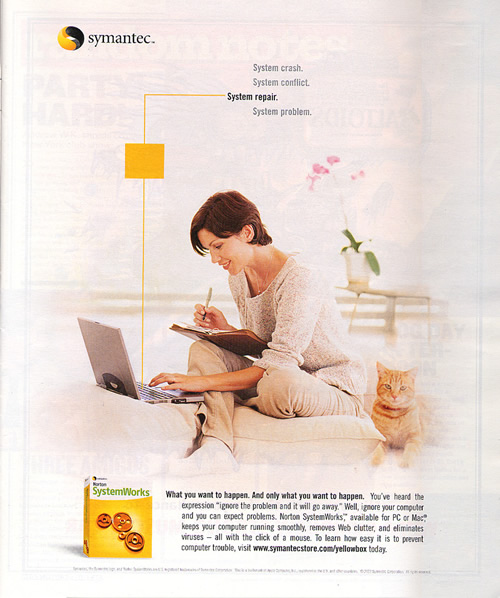 symantec™
System crash.
System conflict.
System repair.
System problem.
Norton
SystemWorks
What you want to happen. And only what you want to happen. You've heard the
expression "ignore the problem and it will go away." Well, ignore your computer
and you can expect problems. Norton SystemWorks,™ available for PC or Mac,®
keeps your computer running smoothly, removes Web clutter, and eliminates
viruses – all with the click of a mouse. To learn how easy it is to prevent
computer trouble, visit www.symantecstore.com/yellowbox today.